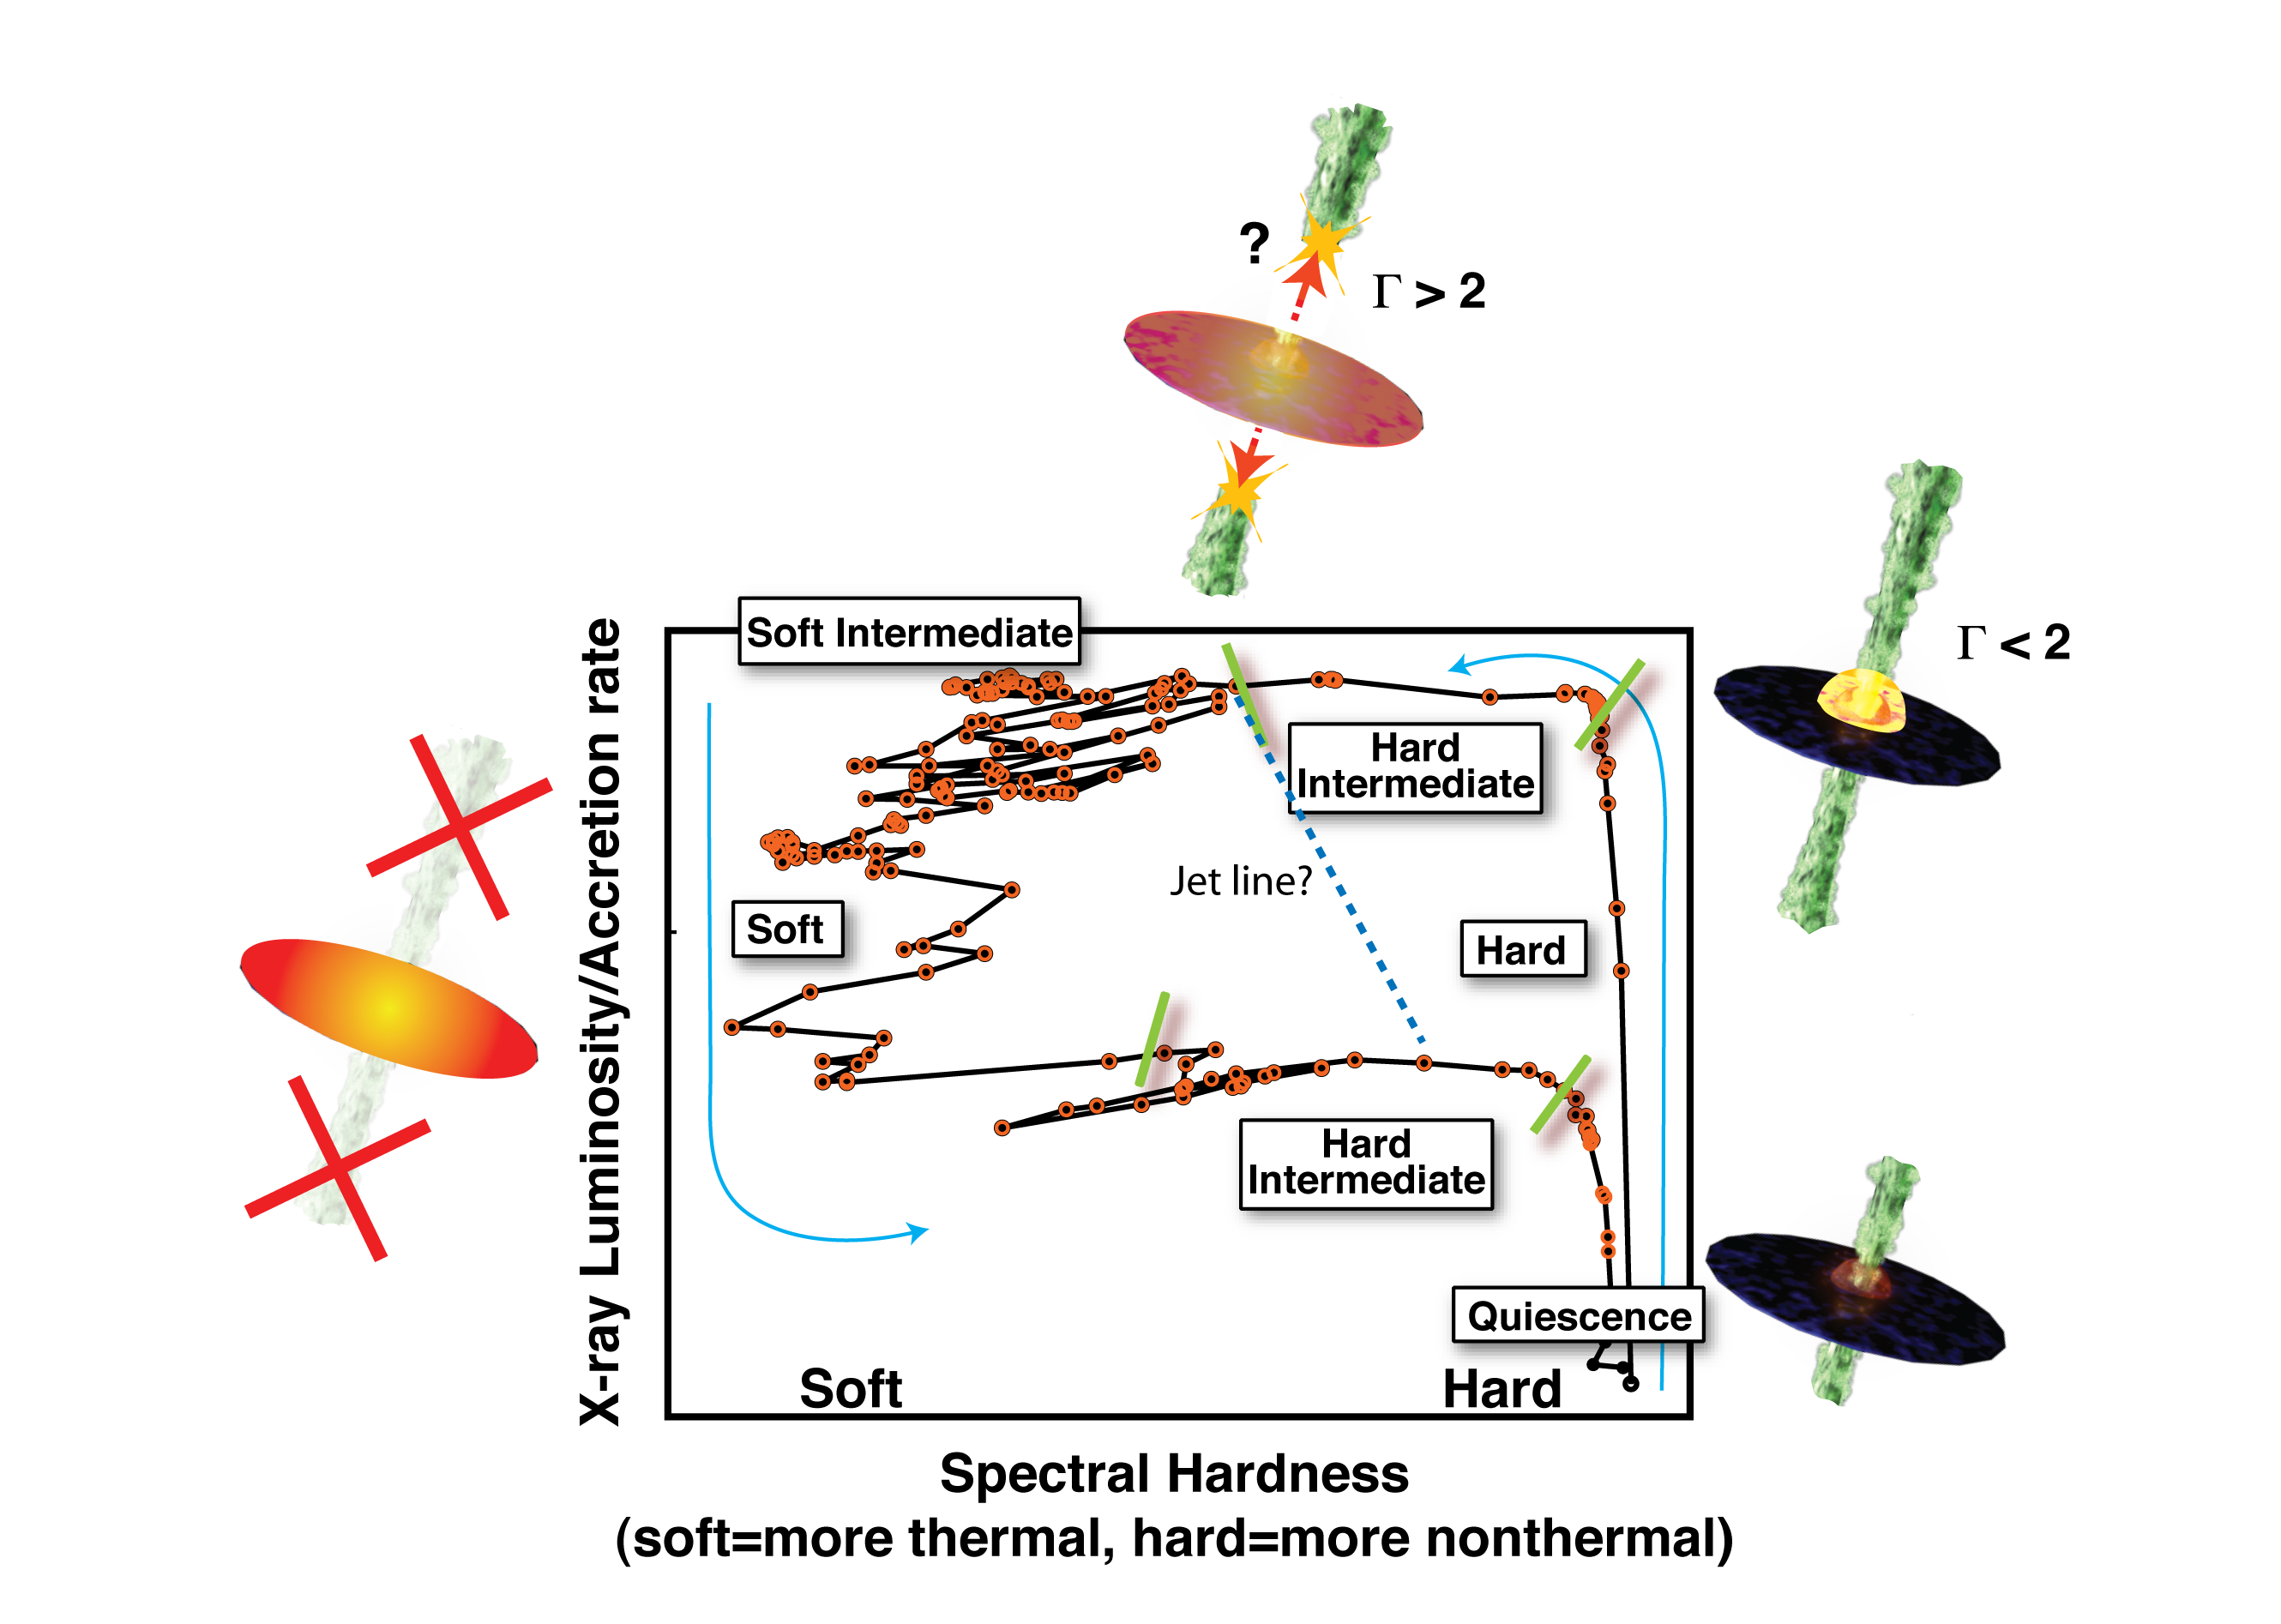 ?
Γ > 2
Γ < 2
X-ray Luminosity/Accretion rate
Soft Intermediate
Hard
Intermediate
Jet line?
Soft
Hard
Hard
Intermediate
Quiescence
Soft
Hard
Spectral Hardness
(soft=more thermal, hard=more nonthermal)